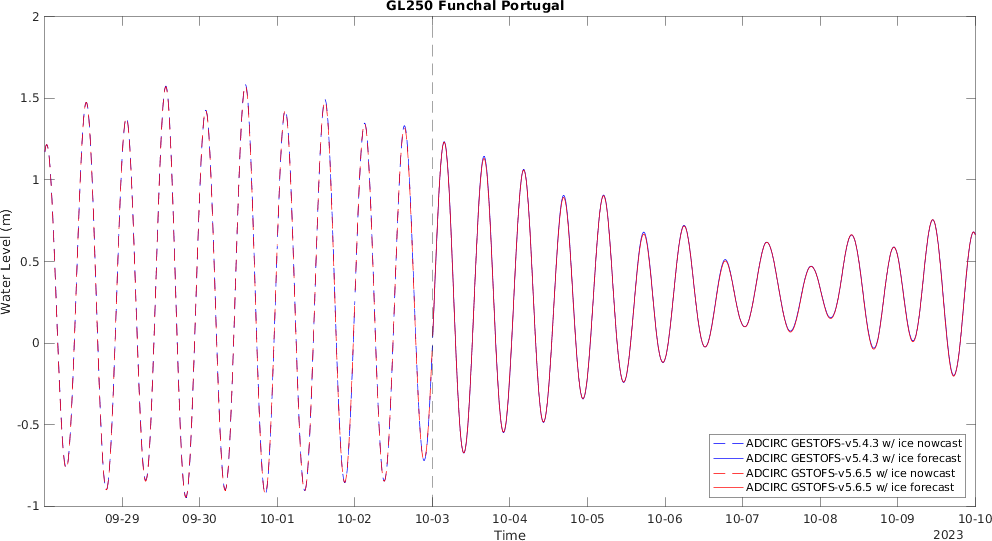 GL250 Funchal Portugal
2
1.5
1
0.5
0
-0.5
-1
Water Level (m)
ADCIRC GESTOFS-v5.4.3 w/ ice nowcast
ADCIRC GESTOFS-v5.4.3 w/ ice forecast
ADCIRC GSTOFS-v5.6.5 w/ ice nowcast
ADCIRC GSTOFS-v5.6.5 w/ ice forecast
09-29 09-30 10-01 10-02 10-03 10-04 10-05 10-06 10-07 10-08 10-09 10-10
Time
2023